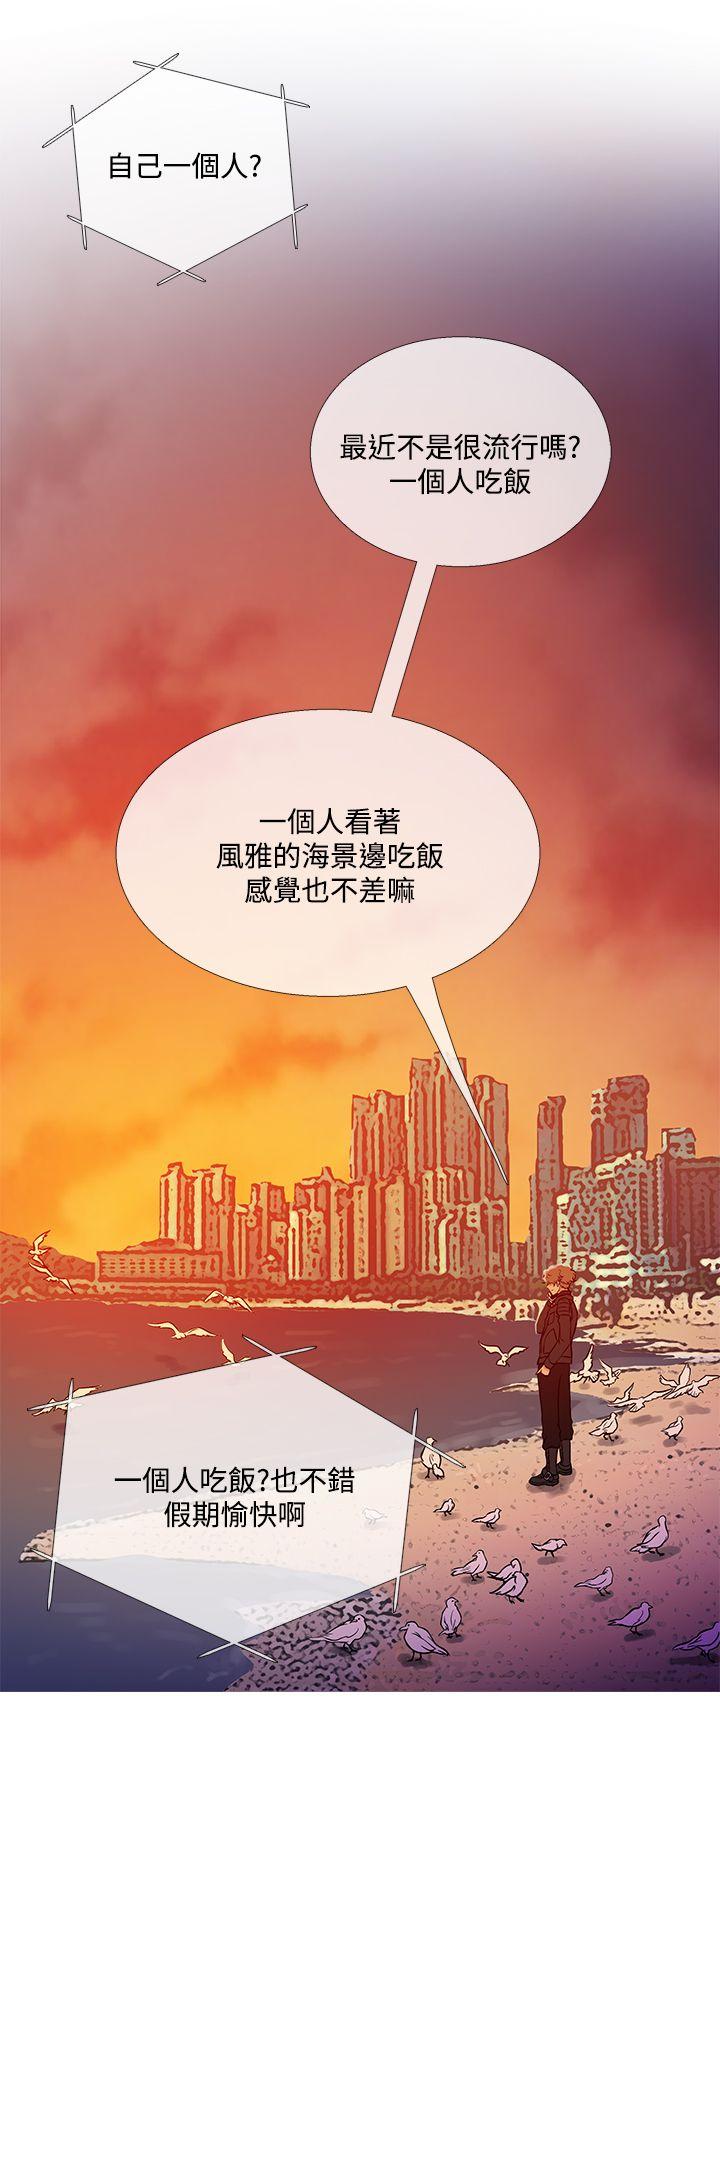 自己一個人?
最近不是很流行嗎?
一個人吃飯
一個人看著
風雅的海景邊吃飯
感覺也不差嘛
一個人吃飯?也不錯
假期愉快啊